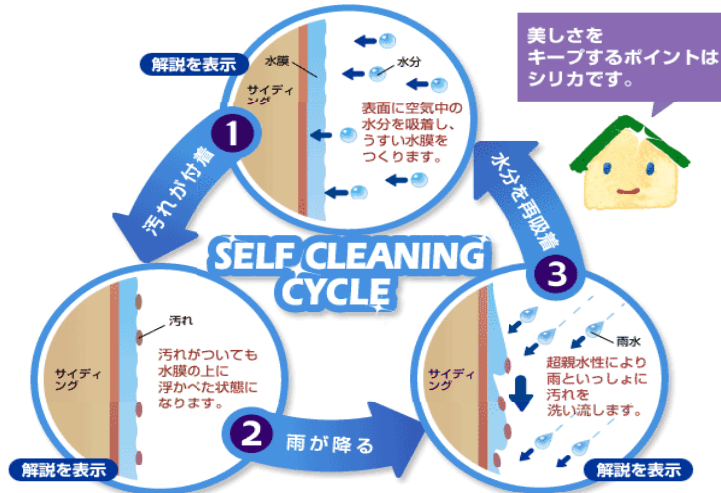 美しさを
キープするポイントは
シリカです。
解説を表示
水膜
水分
サイディ
ング
表面に空気中の
水分を吸着し、
うすい水膜を
つくります。
1
汚れが付着
SELF CLEANING
CYCLE
水分を再吸着
3
汚れ
サイディ
ング
汚れがついても
水膜の上に
浮かべた状態に
なります。
解説を表示
2
雨が降る
雨水
サイディ
ング
超親水性により
雨といっしょに
汚れを
洗い流します。
解説を表示